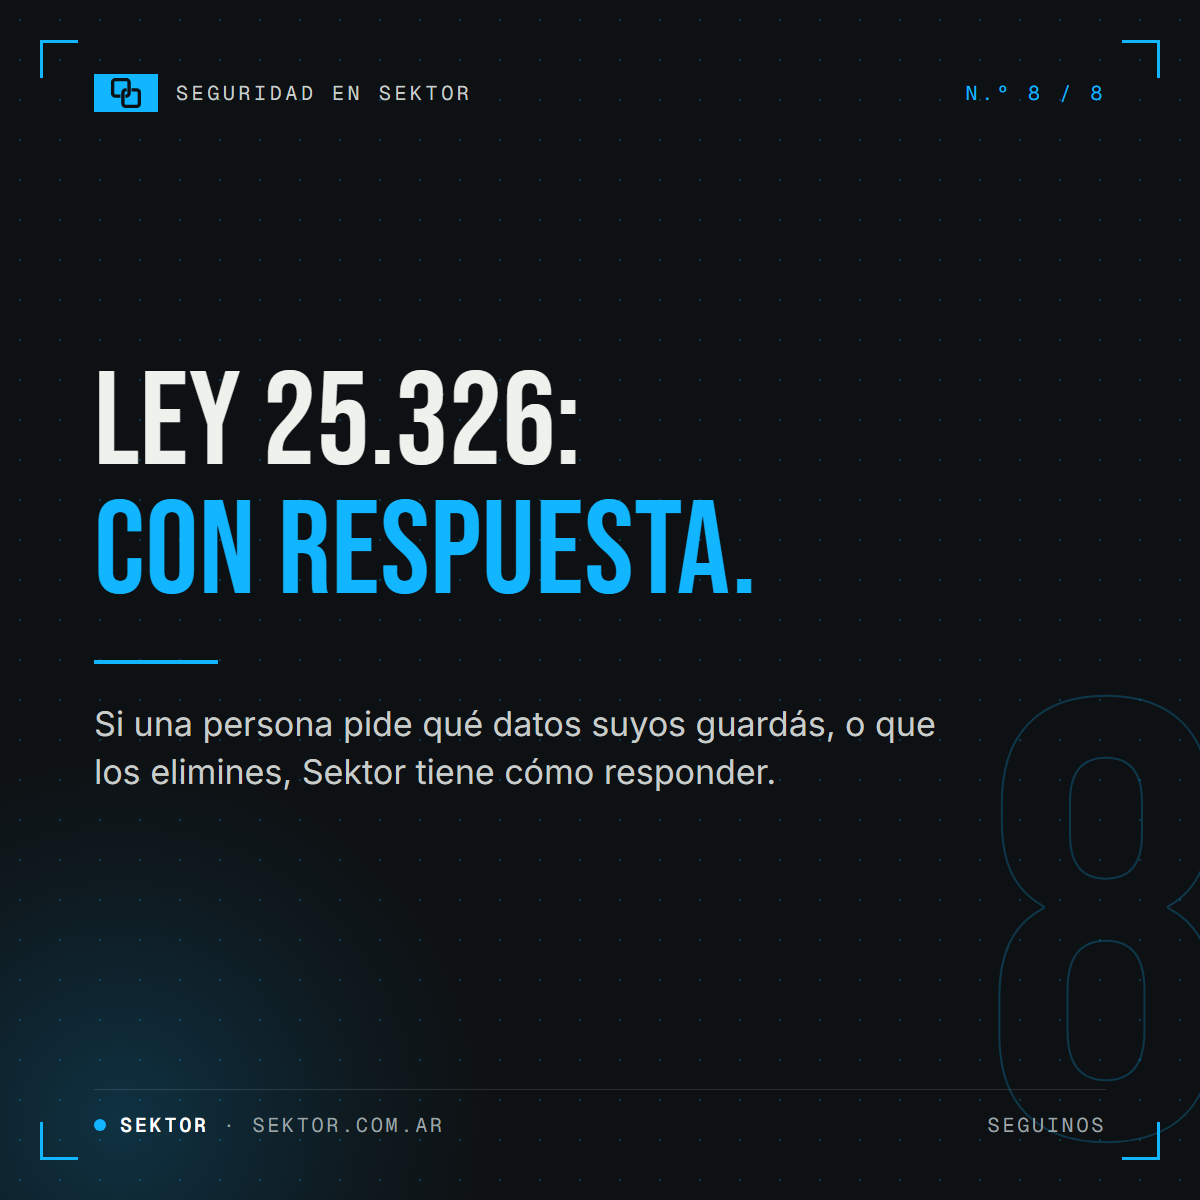 SEGURIDAD EN SEKTOR
N.º 8 / 8
LEY 25.326:
CON RESPUESTA.
Si una persona pide qué datos suyos guardás, o que
los elimines, Sektor tiene cómo responder.
8
SEKTOR · SEKTOR.COM.AR
SEGUINOS